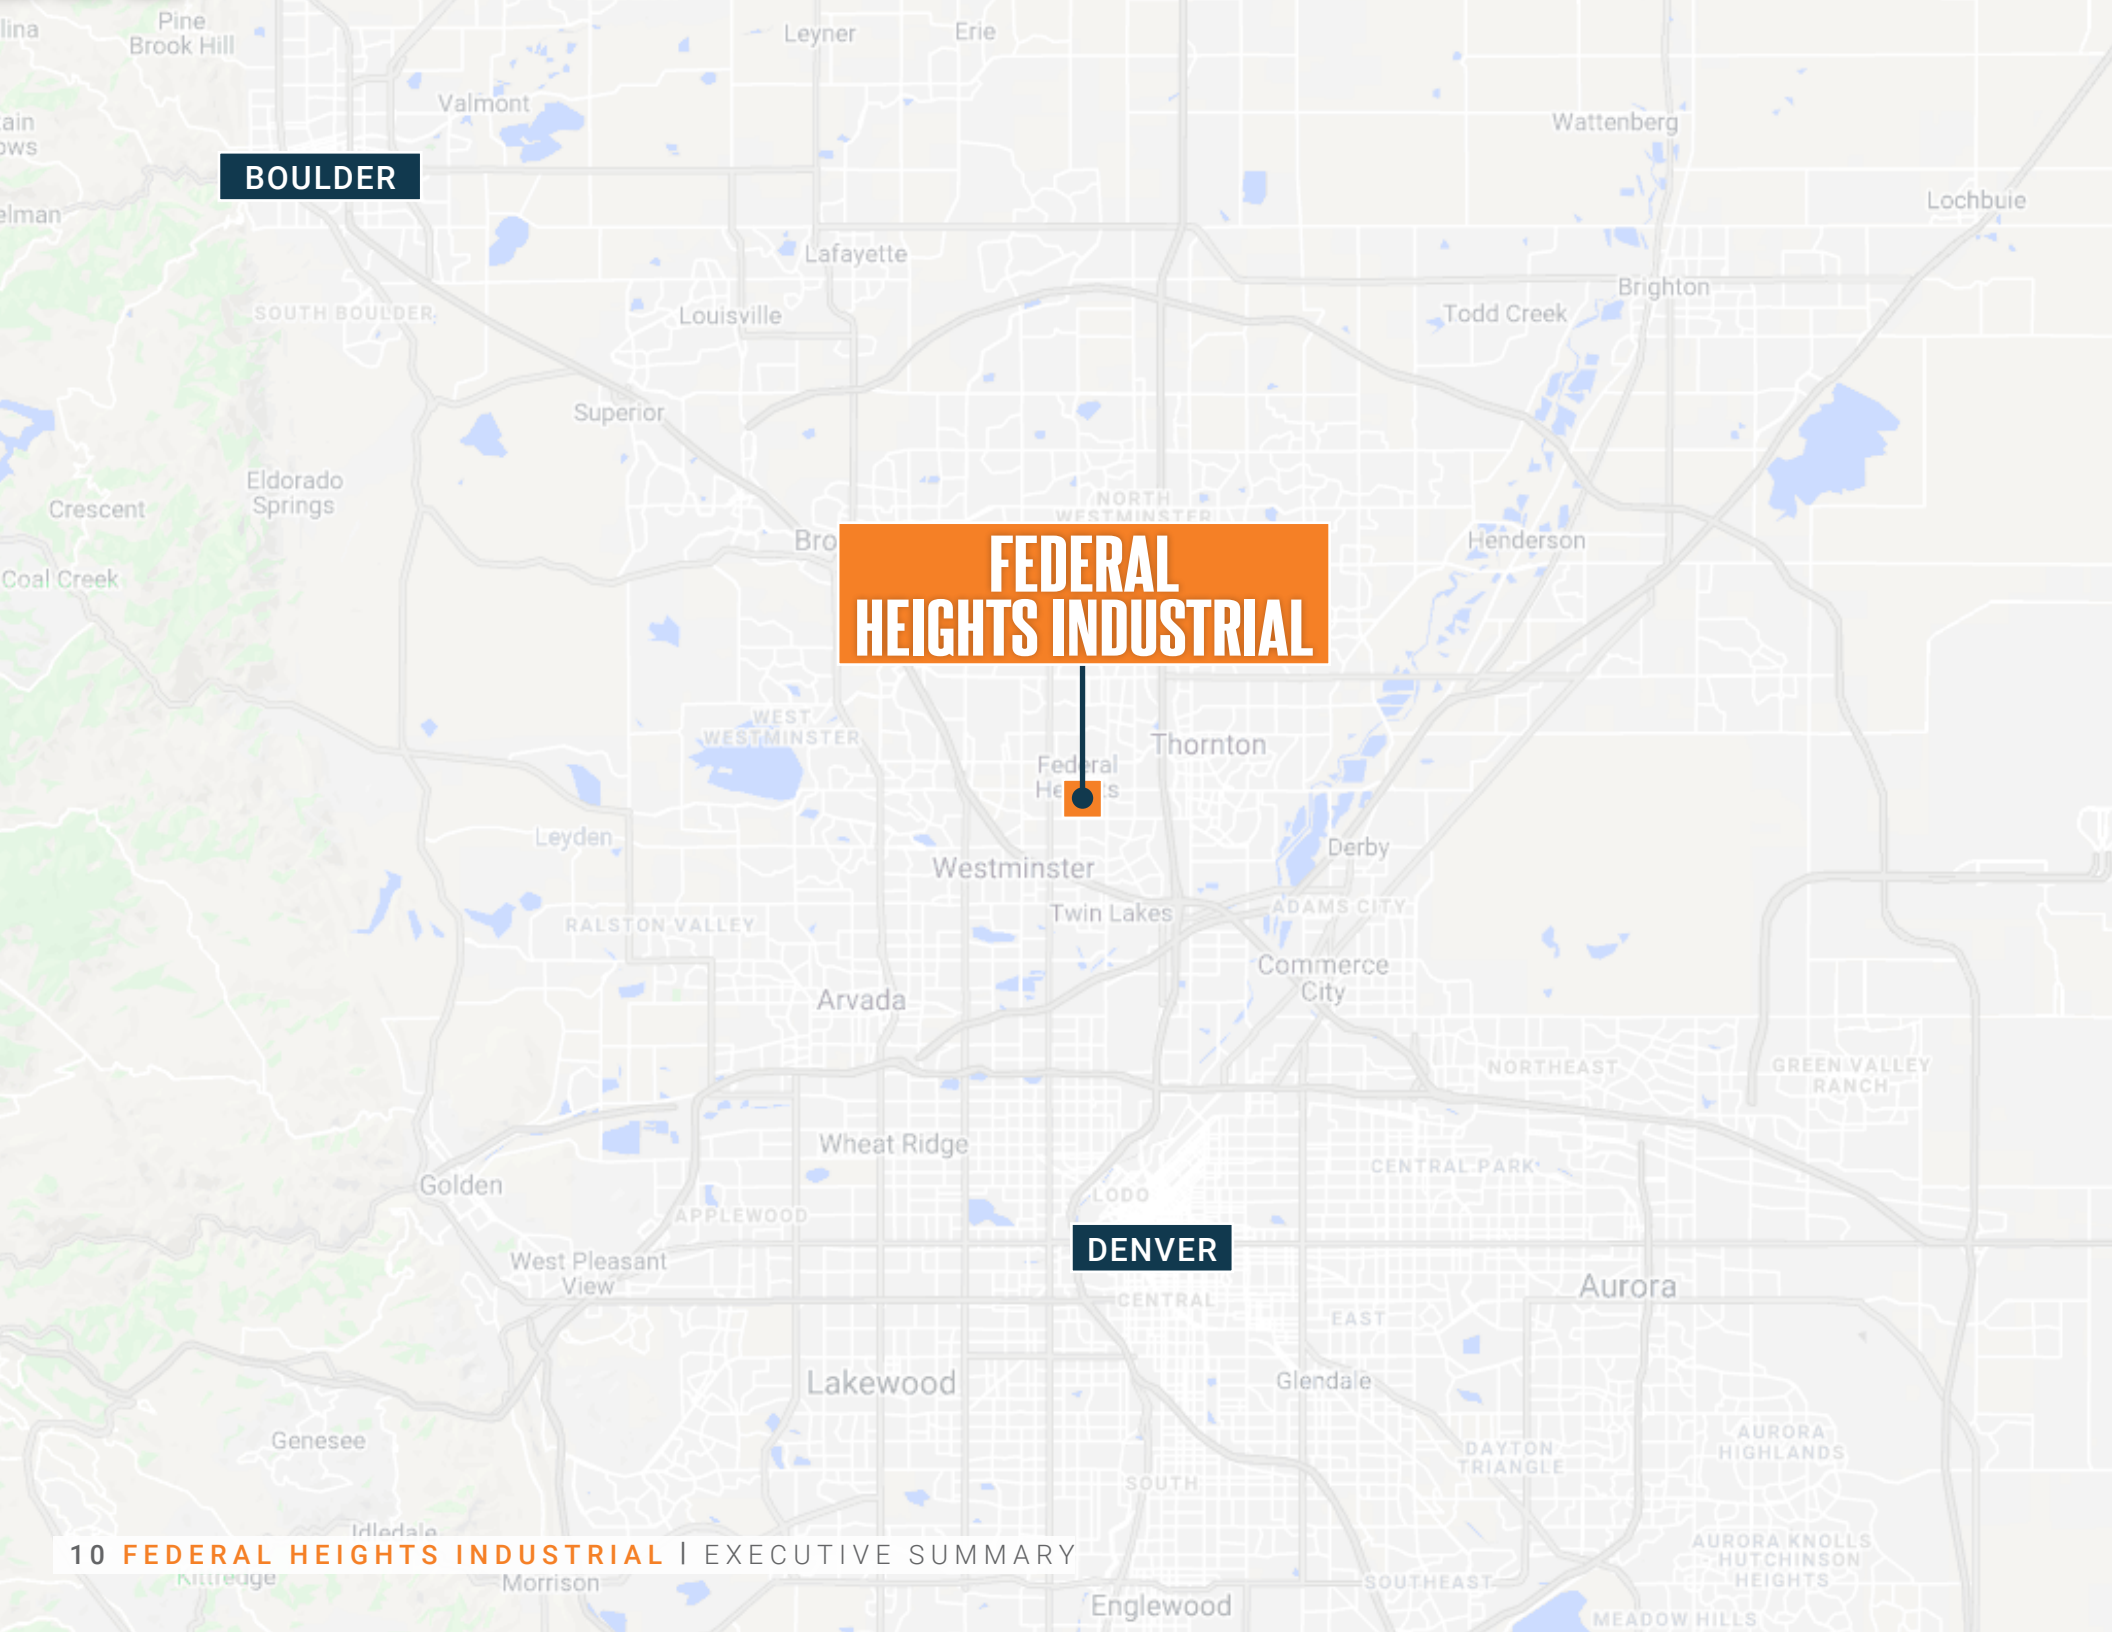 Pine
Brook Hill
Leyner
Erie
Valmont
Wattenberg
BOULDER
Lochbuie
Lafayette
SOUTH BOULDER
Louisville
Brighton
Todd Creek
Superior
Eldorado
Springs
Crescent
NORTH
WESTMINSTER
Henderson
FEDERAL
HEIGHTS INDUSTRIAL
Coal Creek
WEST
WESTMINSTER
Thornton
Federal
Leyden
Derby
Westminster
Twin Lakes
ADAMS CITY
RALSTON VALLEY
Commerce
City
Arvada
NORTHEAST
GREEN VALLEY
RANCH
Wheat Ridge
CENTRAL PARK
Golden
LODO
APPLEWOOD
DENVER
West Pleasant
View
Aurora
CENTRAL
EAST
Lakewood
Glendale
Genesee
AURORA
HIGHLANDS
DAYTON
TRIANGLE
SOUTH
Idledale
10 FEDERAL HEIGHTS INDUSTRIAL | EXECUTIVE SUMMARY
Kittredge
Morrison
AURORA KNOLLS
HUTCHINSON
HEIGHTS
SOUTHEAST
Englewood
MEADOW HILLS